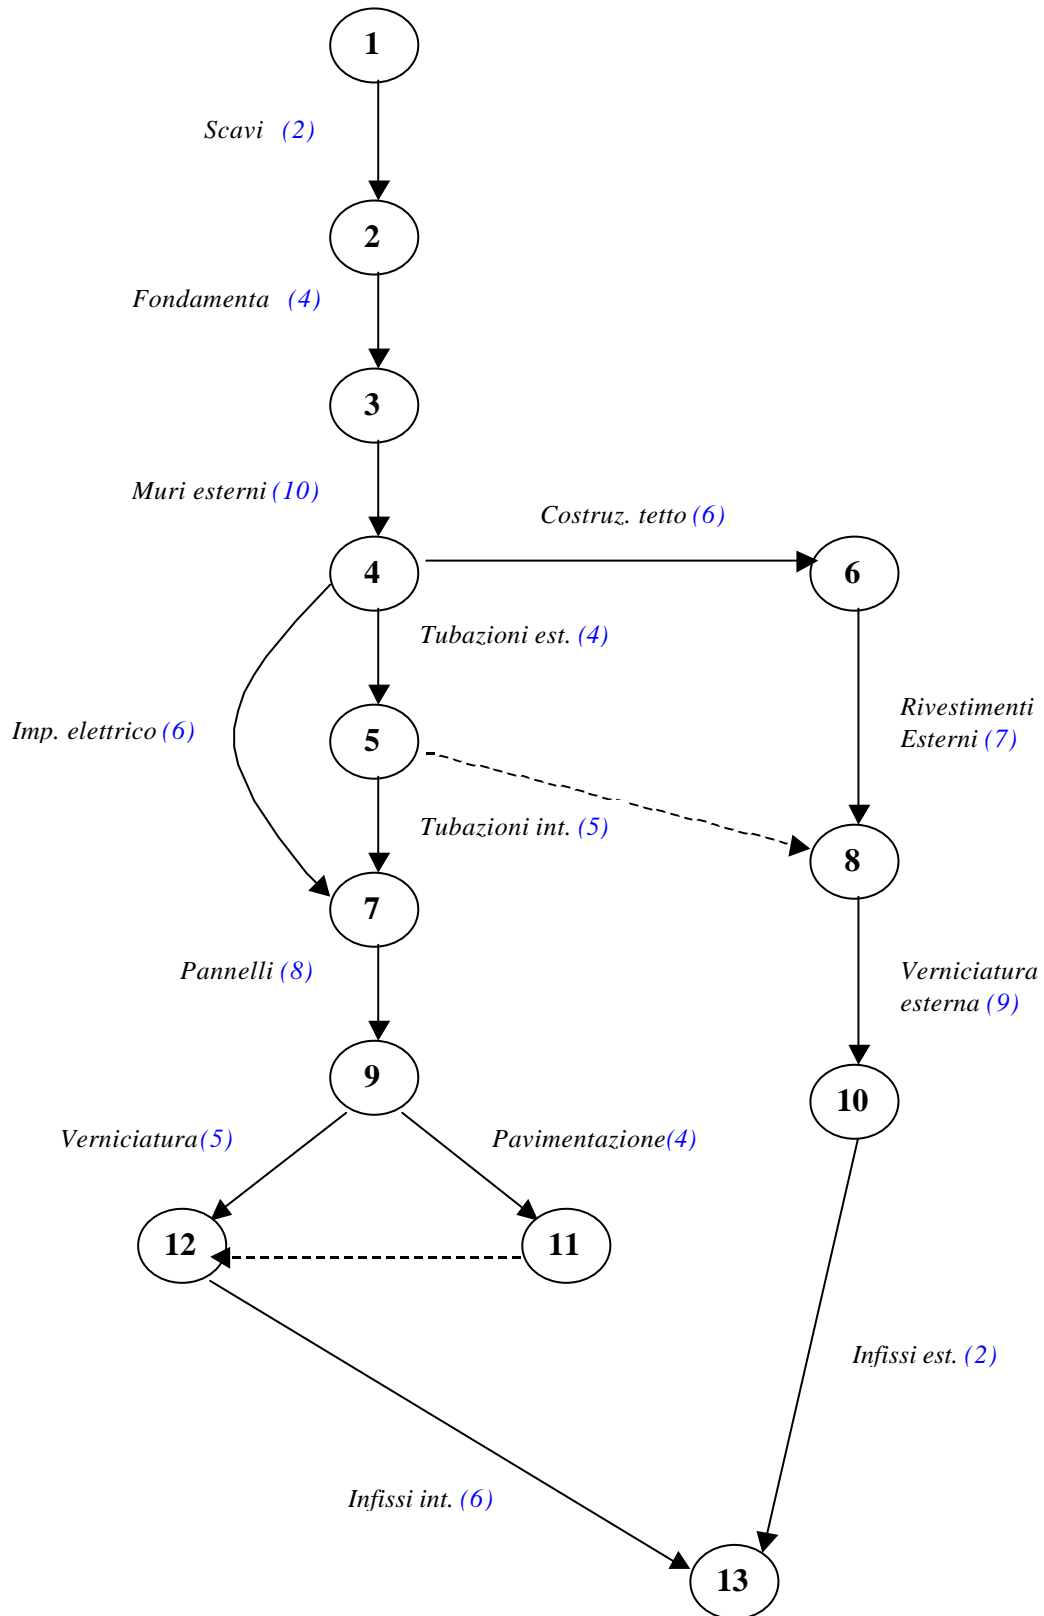 1
Scavi (2)
2
Fondamenta (4)
3
Muri esterni (10)
Costruz. tetto (6)
4
6
Tubazioni est. (4)
Imp. elettrico (6)
5
Rivestimenti
Esterni (7)
Tubazioni int. (5)
8
7
Pannelli (8)
Verniciatura
esterna (9)
9
10
Verniciatura(5)
Pavimentazione(4)
12
11
Infissi est. (2)
Infissi int. (6)
13